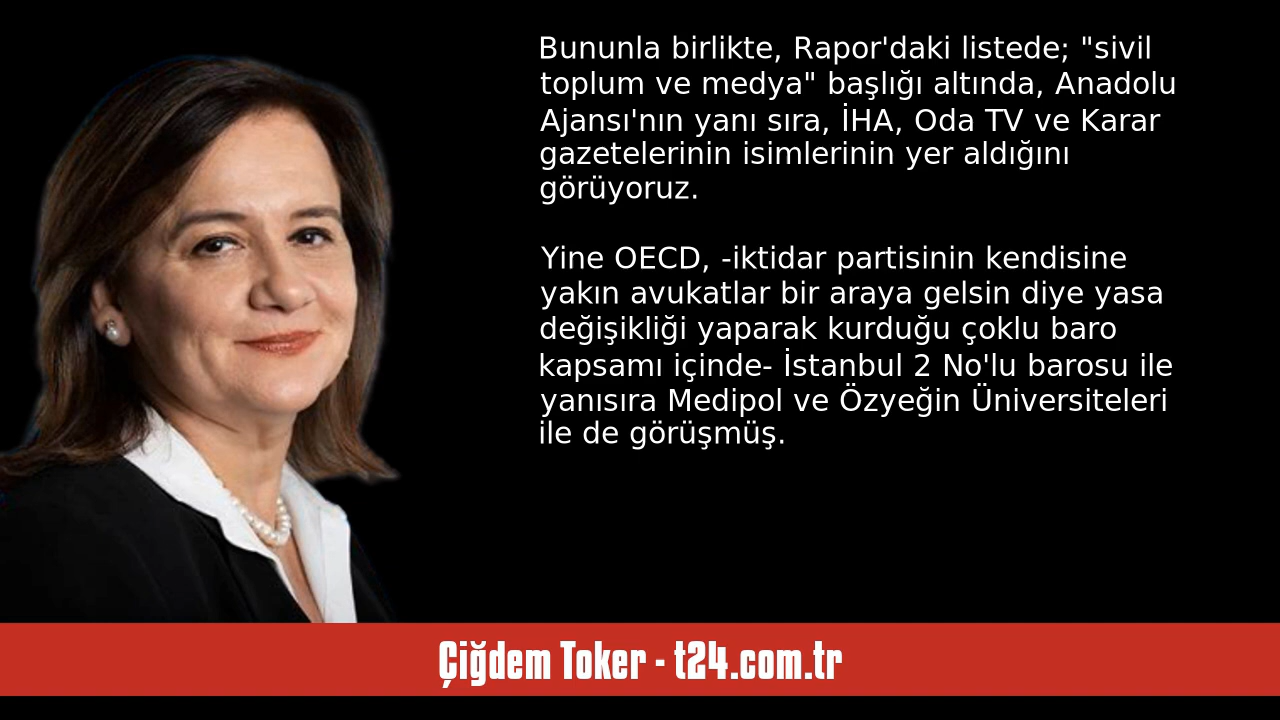 Bununla birlikte, Rapor'daki listede; "sivil
toplum ve medya" başlığı altında, Anadolu
Ajansı'nın yanı sıra, İHA, Oda TV ve Karar
gazetelerinin isimlerinin yer aldığını
görüyoruz.
Yine OECD, -iktidar partisinin kendisine
yakın avukatlar bir araya gelsin diye yasa
değişikliği yaparak kurduğu çoklu baro
kapsamı içinde- İstanbul 2 No'lu barosu ile
yanısıra Medipol ve Özyeğin Üniversiteleri
ile de görüşmüş.
Çiğdem Toker - t24.com.tr